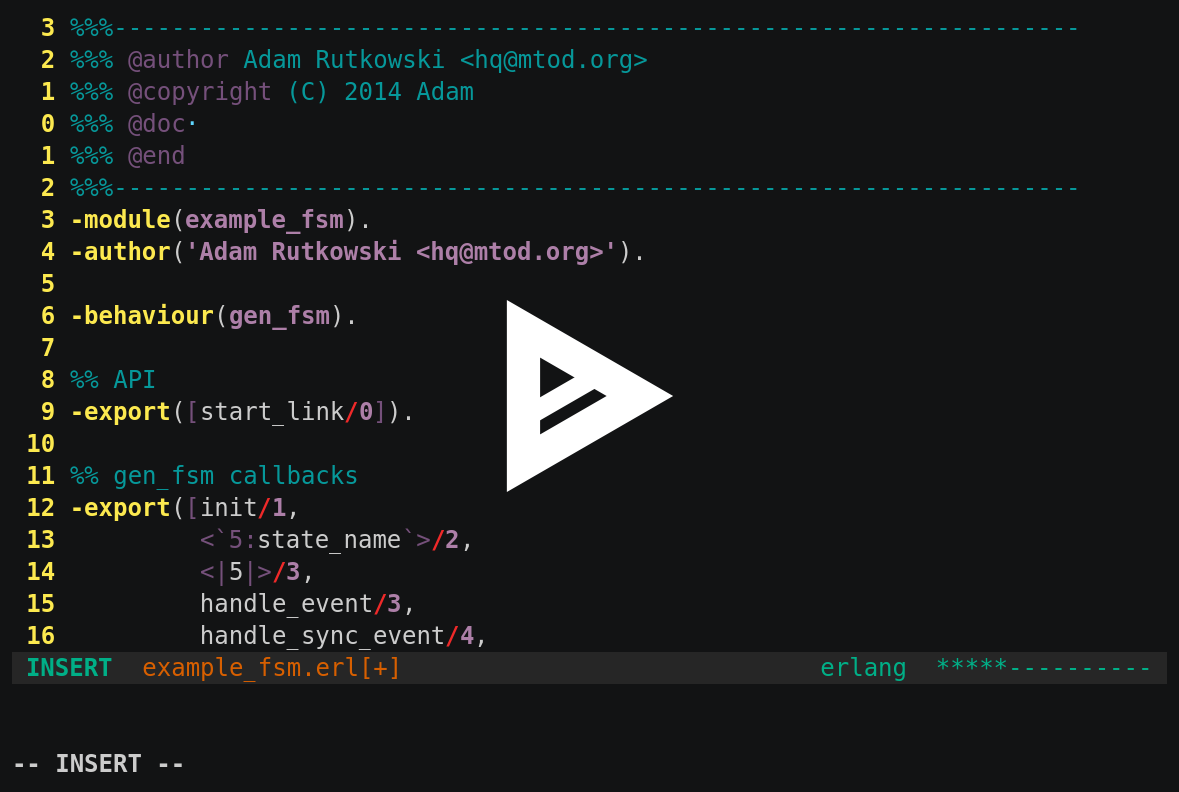 3 %%%-------------------------------------------------------------------
2 %%% @author Adam Rutkowski <hq@mtod.org>
1 %%% @copyright (C) 2014 Adam
0 %%% @doc·
1 %%% @end
2 %%%-------------------------------------------------------------------
3 -module(example_fsm).
4 -author('Adam Rutkowski <hq@mtod.org>').
5
6 -behaviour(gen_fsm).
7
8 %% API
9 -export([start_link/0]).
10
11 %% gen_fsm callbacks
12 -export([init/1,
13          <`5:state_name`>/2,
14          <|5|>/3,
15          handle_event/3,
16          handle_sync_event/4,
INSERT  example_fsm.erl[+]  erlang  *****----------
-- INSERT --